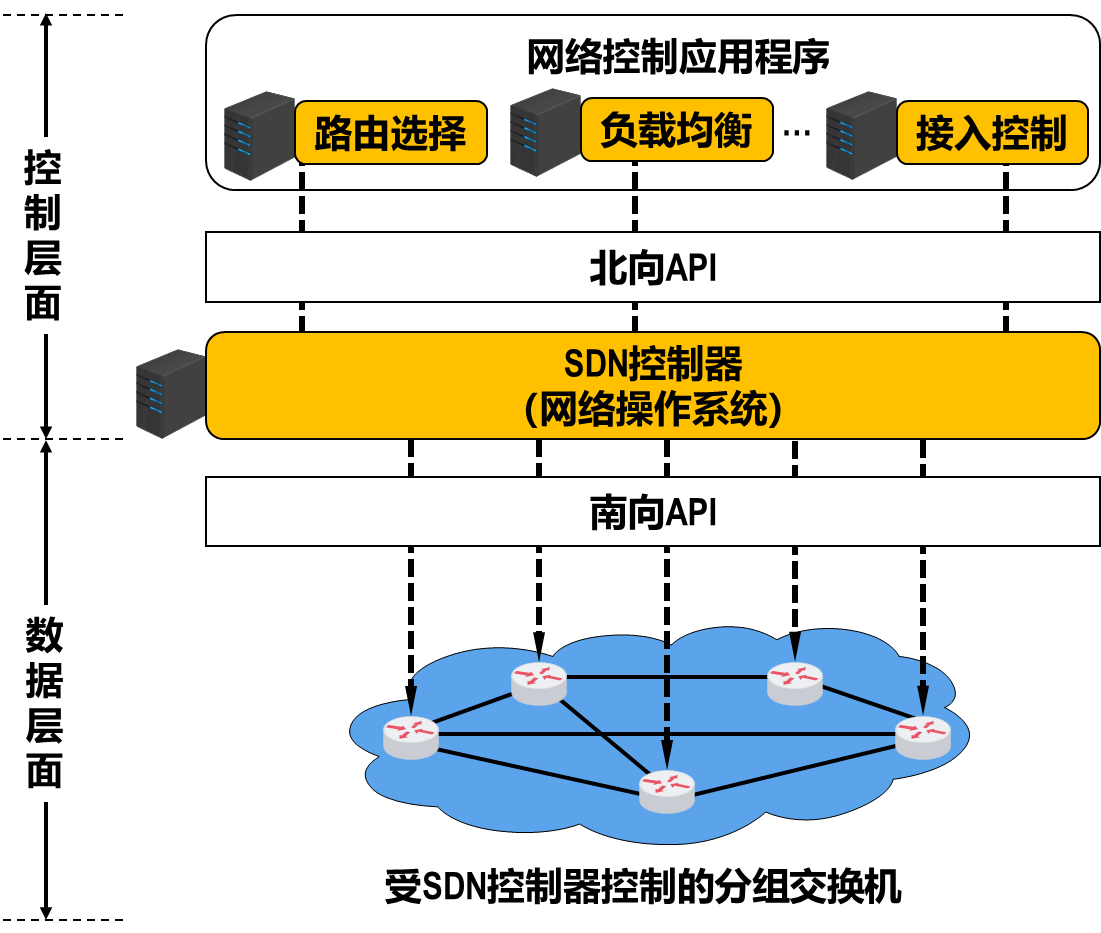 网络控制应用程序
路由选择
负载均衡
...
接入控制
控制层面
北向API
SDN控制器
(网络操作系统)
南向API
数据层面
受SDN控制器控制的分组交换机